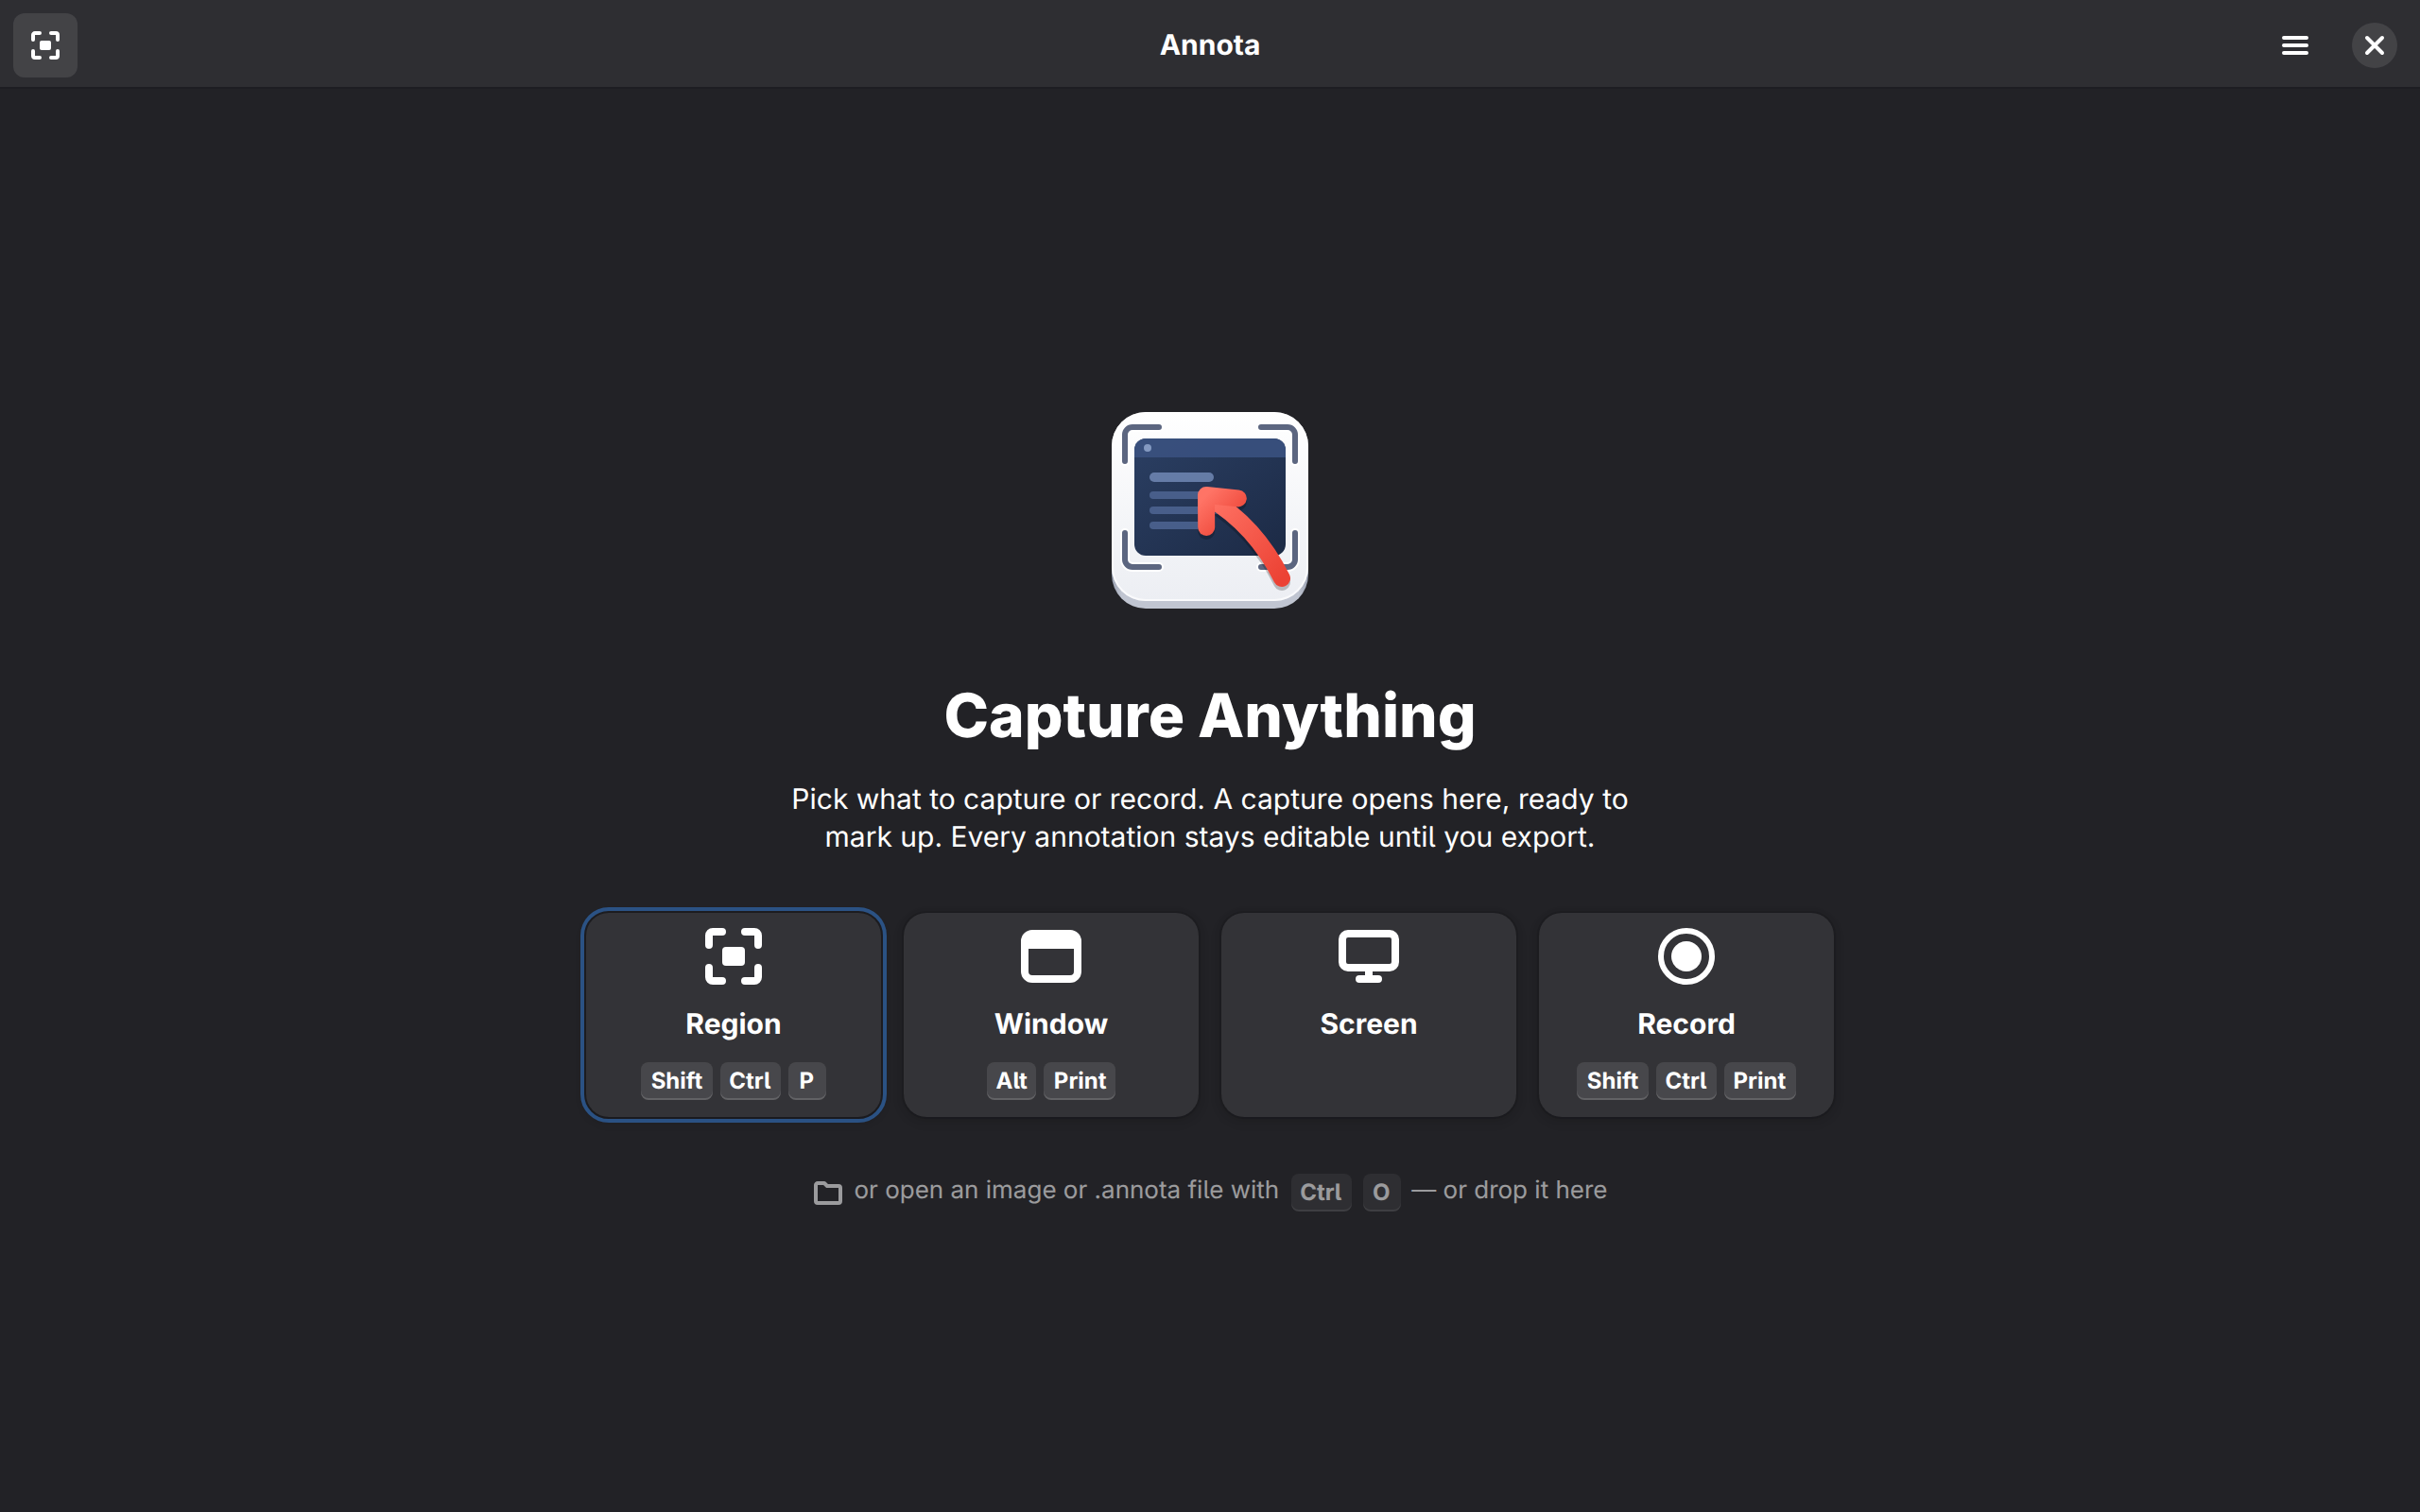 Annota
Capture Anything
Pick what to capture or record. A capture opens here, ready to
mark up. Every annotation stays editable until you export.
Region
Shift Ctrl P
Window
Alt Print
Screen
Record
Shift Ctrl Print
or open an image or .annota file with Ctrl O — or drop it here